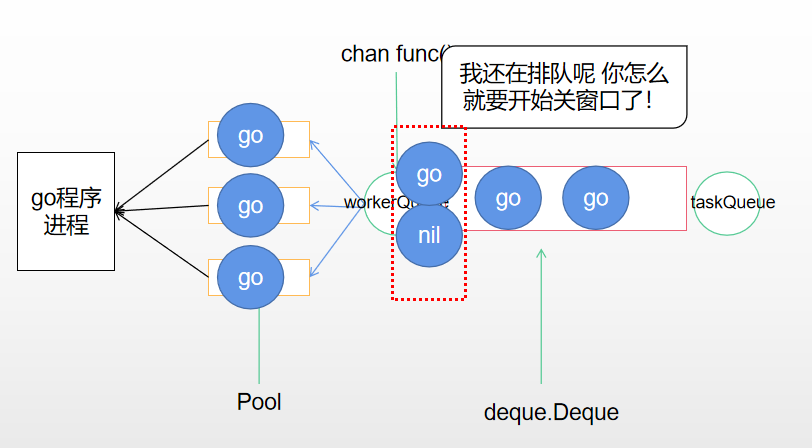 chan func()
我还在排队呢 你怎么
就要开始关窗口了！
go
go
go
go程序
进程
workerQueue
go
nil
go
go
taskQueue
Pool
deque.Deque